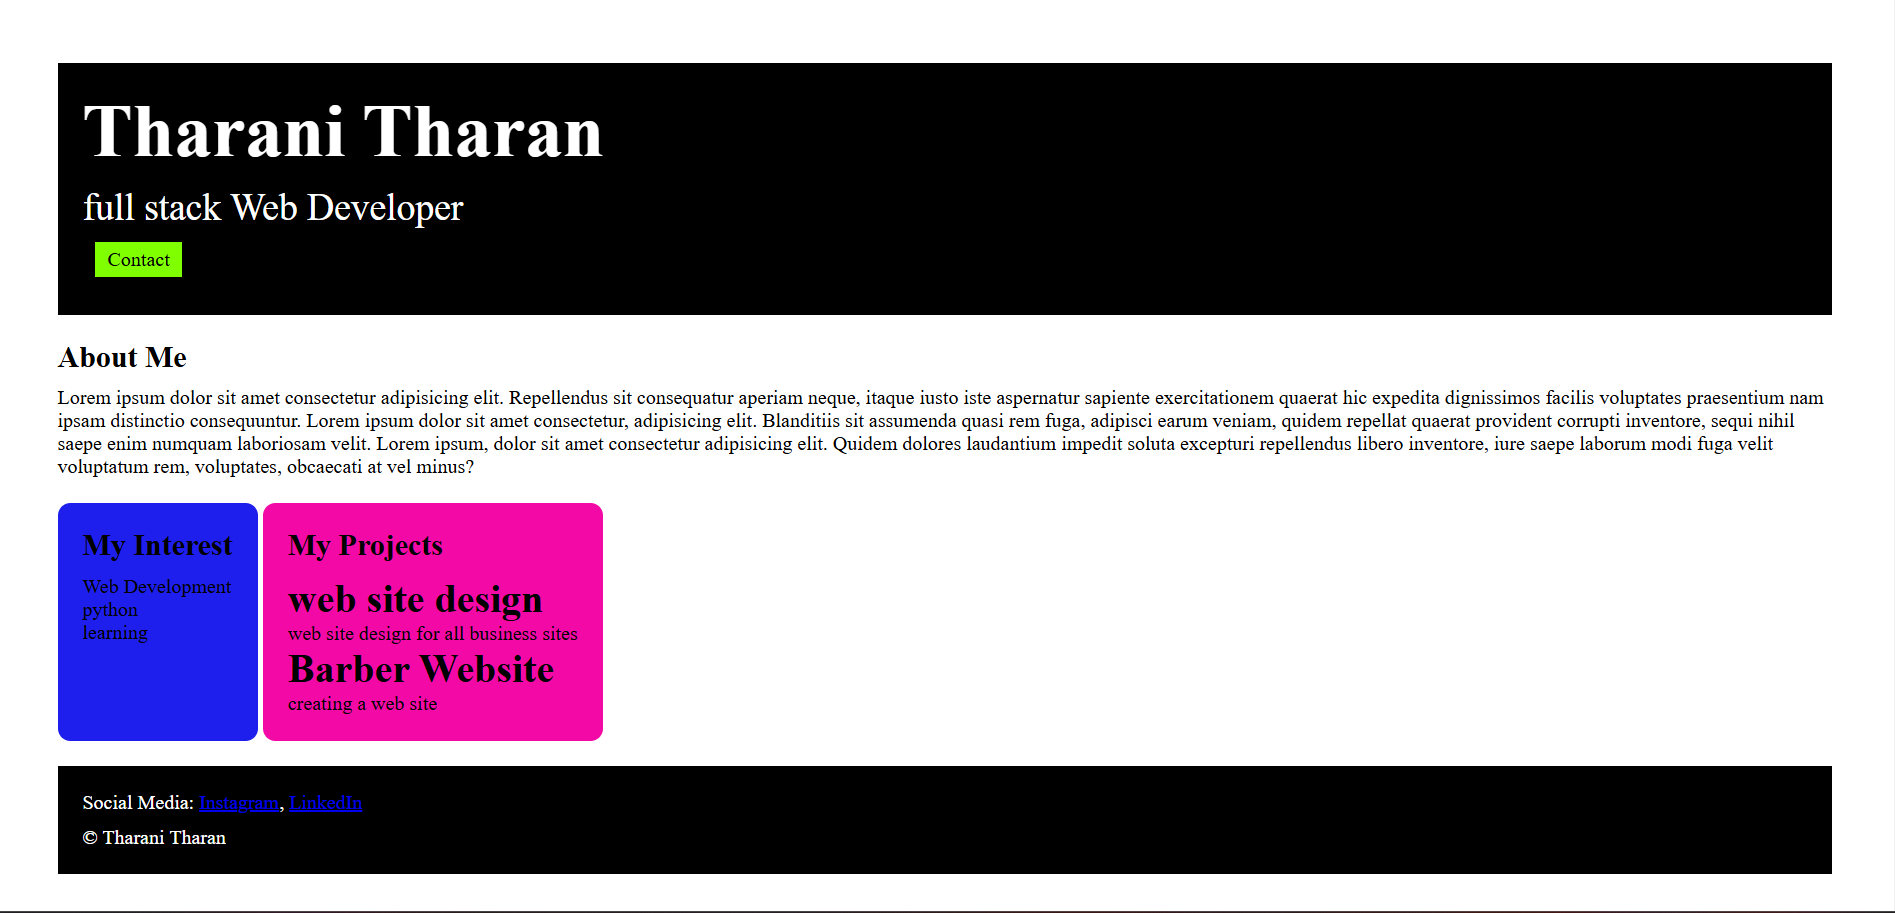 Tharani Tharan
full stack Web Developer
Contact
About Me
Lorem ipsum dolor sit amet consectetur adipisicing elit. Repellendus sit consequatur aperiam neque, itaque iusto iste aspernatur sapiente exercitationem quaerat hic expedita dignissimos facilis voluptates praesentium nam
ipsam distinctio consequuntur. Lorem ipsum dolor sit amet consectetur, adipisicing elit. Blanditiis sit assumenda quasi rem fuga, adipisci earum veniam, quidem repellat quaerat provident corrupti inventore, sequi nihil
saepe enim numquam laboriosam velit. Lorem ipsum, dolor sit amet consectetur adipisicing elit. Quidem dolores laudantium impedit soluta excepturi repellendus libero inventore, iure saepe laborum modi fuga velit
voluptatum rem, voluptates, obcaecati at vel minus?
My Interest
Web Development
python
learning
My Projects
web site design
web site design for all business sites
Barber Website
creating a web site
Social Media: Instagram, LinkedIn
© Tharani Tharan